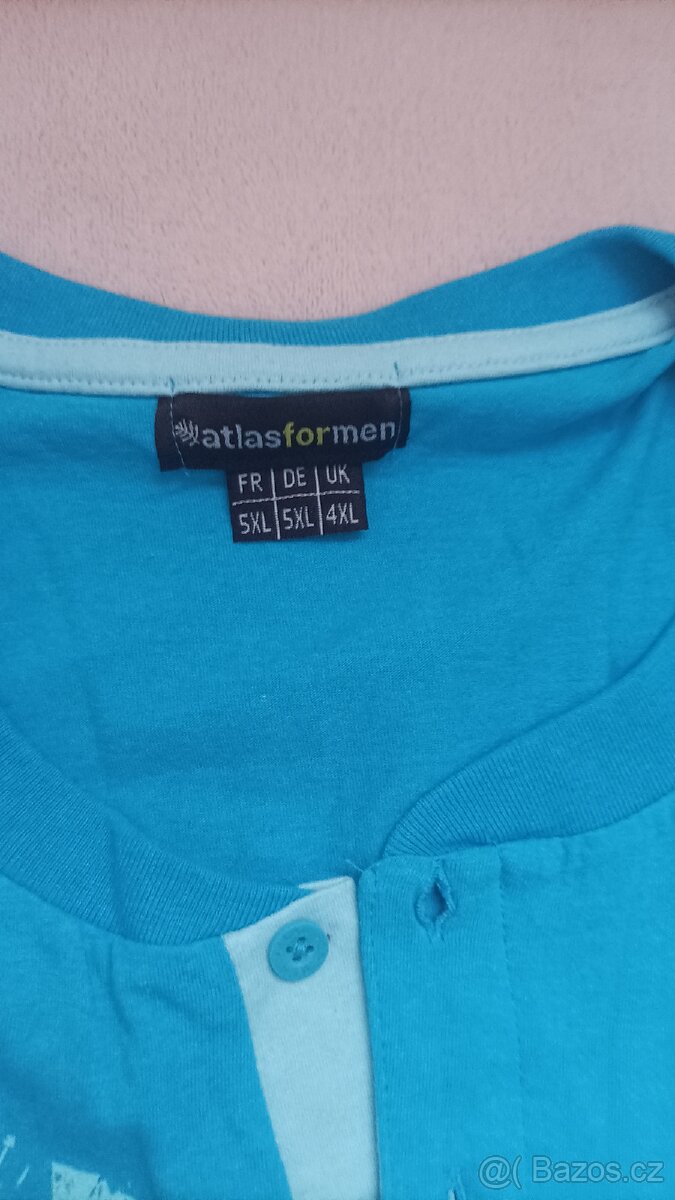 atlasformen
FR DE UK
5XL 5XL 4XL
@( Bazos.cz